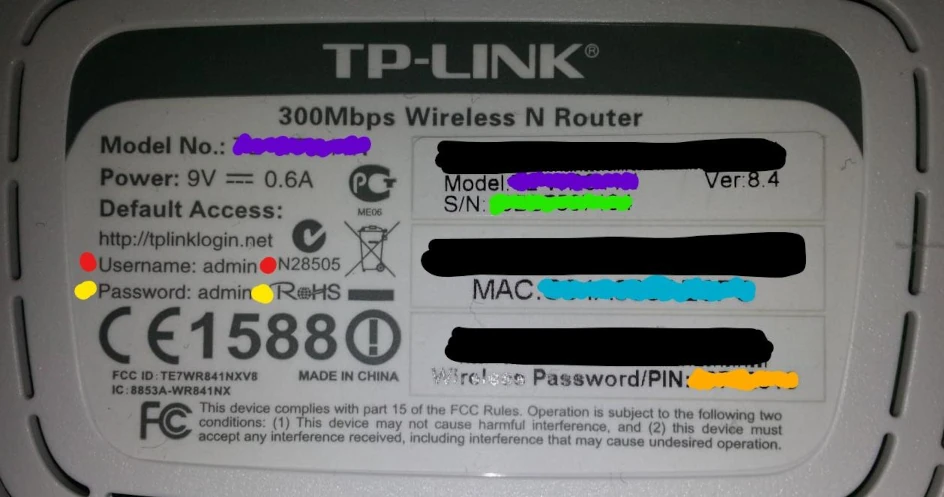 TP-LINK®
300Mbps Wireless N Router
Model No.:
Power: 9V 0.6A
Default Access:
http://tplinklogin.net
Username: admin
Password: admin
ME06
N28505
RoHS
CE1588
FCC ID: TE7WR841NXV8
IC: 8853A-WR841NX
MADE IN CHINA
Model:
Ver:8.4
S/N:
MAC:
Wireless Password/PIN:
FC This device complies with part 15 of the FCC Rules. Operation is subject to the following two
conditions: (1) This device may not cause harmful interference, and (2) this device must
accept any interference received, including interference that may cause undesired operation.